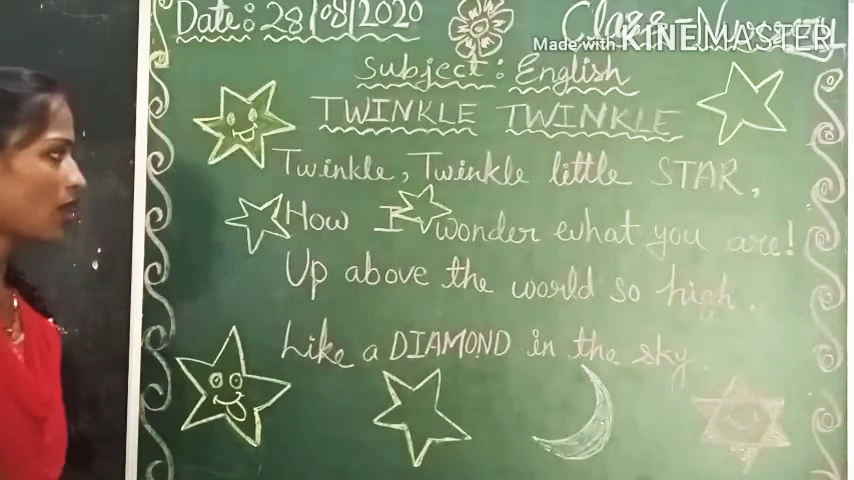 Date: 28/08/2020
Class-Nursery
Made with KINEMASTER
Subject: English
TWINKLE TWINKLE
Twinkle, Twinkle little STAR,
How I wonder what you are!
Up above the world so high.
Like a DIAMOND in the sky.